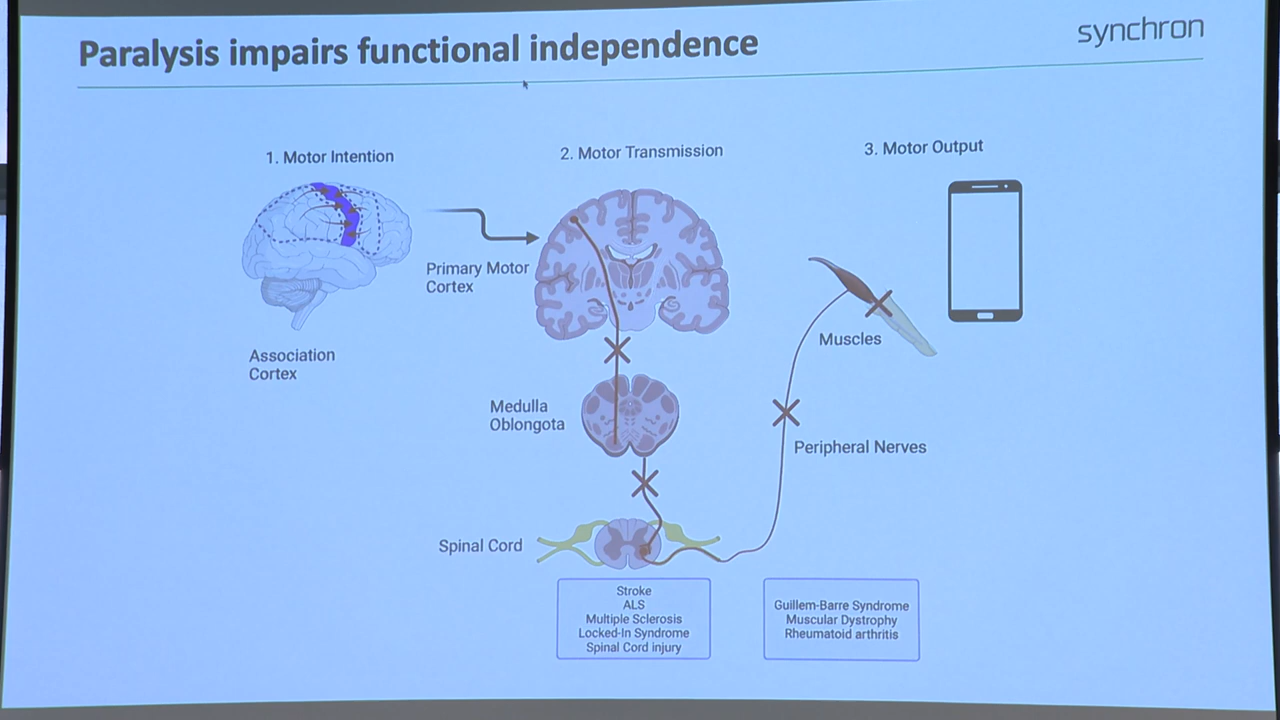 Paralysis impairs functional independence
synchron
1. Motor Intention
2. Motor Transmission
3. Motor Output
Primary Motor
Cortex
Association
Cortex
Muscles
Medulla
Oblongota
Peripheral Nerves
Spinal Cord
Stroke
ALS
Multiple Sclerosis
Locked-In Syndrome
Spinal Cord injury
Guillem-Barre Syndrome
Muscular Dystrophy
Rheumatoid arthritis